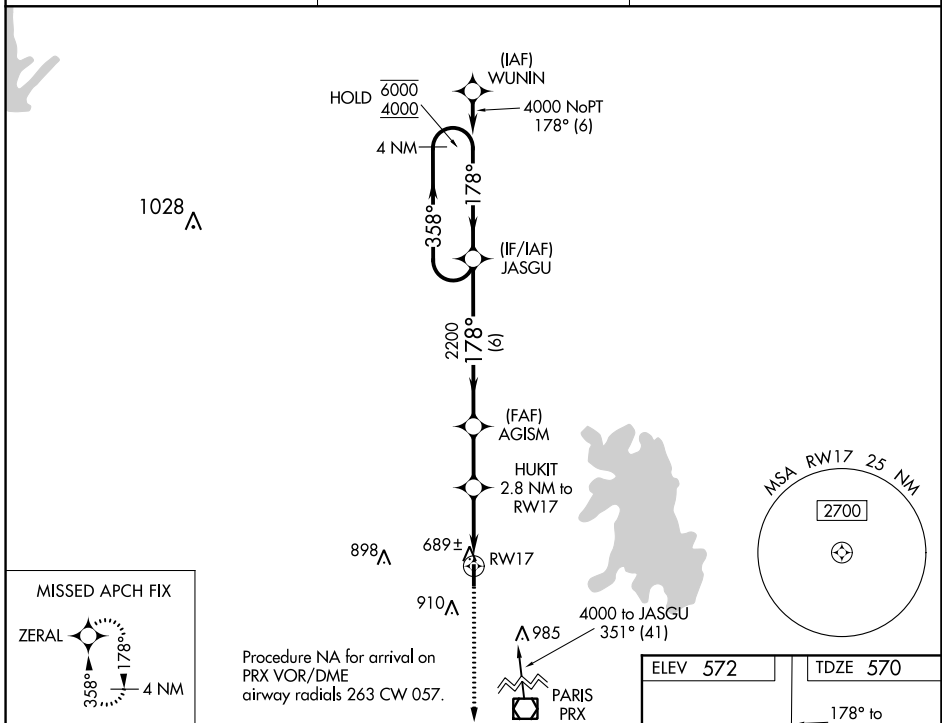 (IAF)
WUNIN
HOLD 6000
4000
4000 NoPT
178° (6)
4 NM
178°
358°
1028
(IF/IAF)
JASGU
2200
178°
(6)
(FAF)
AGISM
HUKIT
2.8 NM to
RW17
MSA RW17 25 NM
2700
898
689±
RW17
910
MISSED APCH FIX
ZERAL
178°
358°
4 NM
4000 to JASGU
351° (41)
985
Procedure NA for arrival on
PRX VOR/DME
airway radials 263 CW 057.
PARIS
PRX
ELEV 572
TDZE 570
178° to